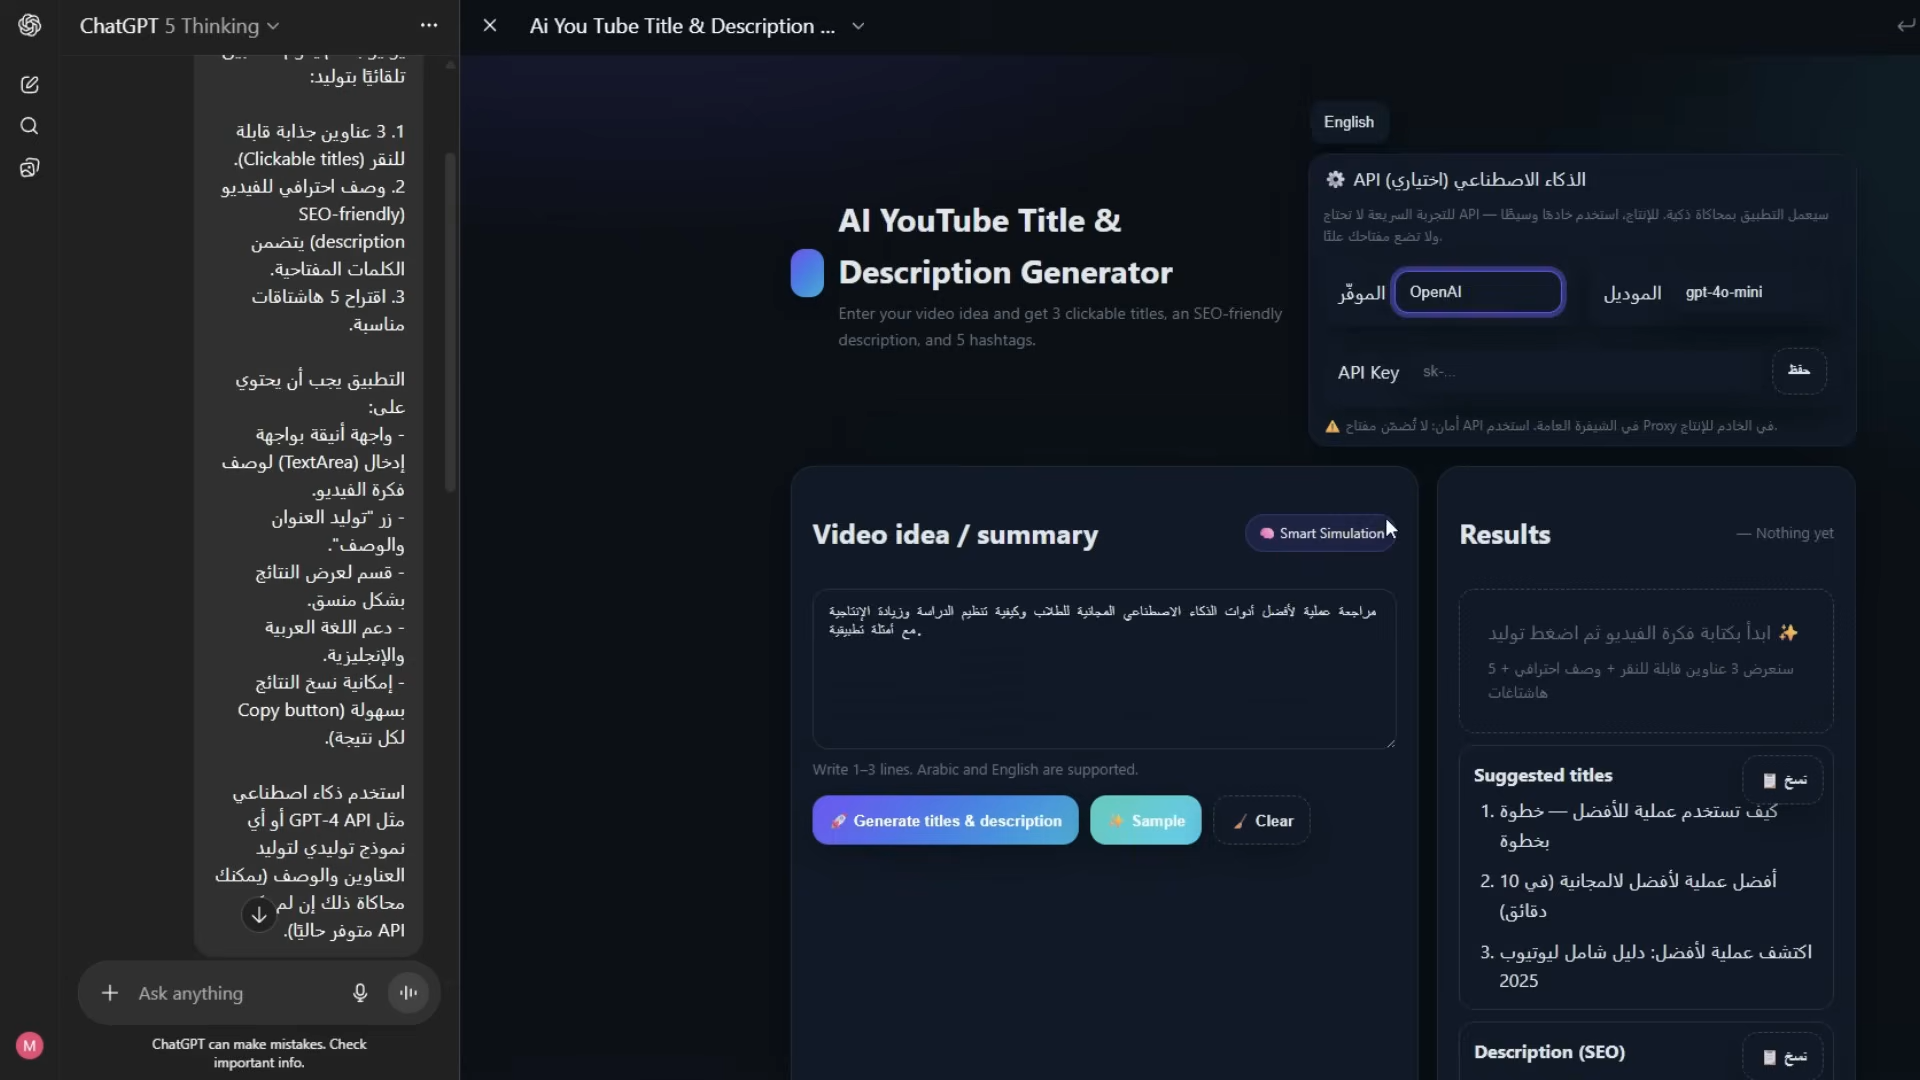 ChatGPT 5 Thinking
تلقائيًا بتوليد:
1. 3 عناوين جذابة قابلة
للنقر (Clickable titles).
2. وصف احترافي للفيديو
(SEO-friendly
description) يتضمن
الكلمات المفتاحية.
3. اقتراح 5 هاشتاقات
مناسبة.
التطبيق يجب أن يحتوي
على:
- واجهة أنيقة بواجهة
إدخال (TextArea) لوصف
فكرة الفيديو.
- زر "توليد العنوان
والوصف".
- قسم لعرض النتائج
بشكل منسق.
- دعم اللغة العربية
والإنجليزية.
- إمكانية نسخ النتائج
بسهولة (Copy button)
لكل نتيجة).
استخدم ذكاء اصطناعي
مثل GPT-4 API أو أي
نموذج توليدي لتوليد
العناوين والوصف (يمكنك
محاكاة ذلك إن لم
API متوفر حاليًا).
Ask anything
ChatGPT can make mistakes. Check
important info.
M
Ai You Tube Title & Description ...
English
AI YouTube Title &
Description Generator
Enter your video idea and get 3 clickable titles, an SEO-friendly
description, and 5 hashtags.
الذكاء الاصطناعي (اختياري) API
سيعمل التطبيق بمحاكاة ذكية. للإنتاج، استخدم خادمًا وسيطًا — API للتجربة السريعة لا تحتاج
ولا تضع مفتاحك علنًا.
الموفّر OpenAI
الموديل gpt-4o-mini
API Key sk-...
حفظ
في الخادم للإنتاج Proxy في الشيفرة العامة. استخدم API أمان: لا تُضمّن مفتاح.
Video idea / summary
Smart Simulation
مراجعة عملية لأفضل أدوات الذكاء الاصطناعي المجانية للطلاب وكيفية تنظيم الدراسة وزيادة الإنتاجية
مع أمثلة تطبيقية.
Write 1–3 lines. Arabic and English are supported.
Generate titles & description
Sample
Clear
Results
— Nothing yet
ابدأ بكتابة فكرة الفيديو ثم اضغط توليد
سنعرض 3 عناوين قابلة للنقر + وصف احترافي + 5
هاشتاغات
Suggested titles
نسخ
1. كيف تستخدم عملية للأفضل — خطوة
بخطوة
2. أفضل عملية لأفضل لالمجانية (في 10
دقائق)
3. اكتشف عملية لأفضل: دليل شامل ليوتيوب
2025
Description (SEO)
نسخ